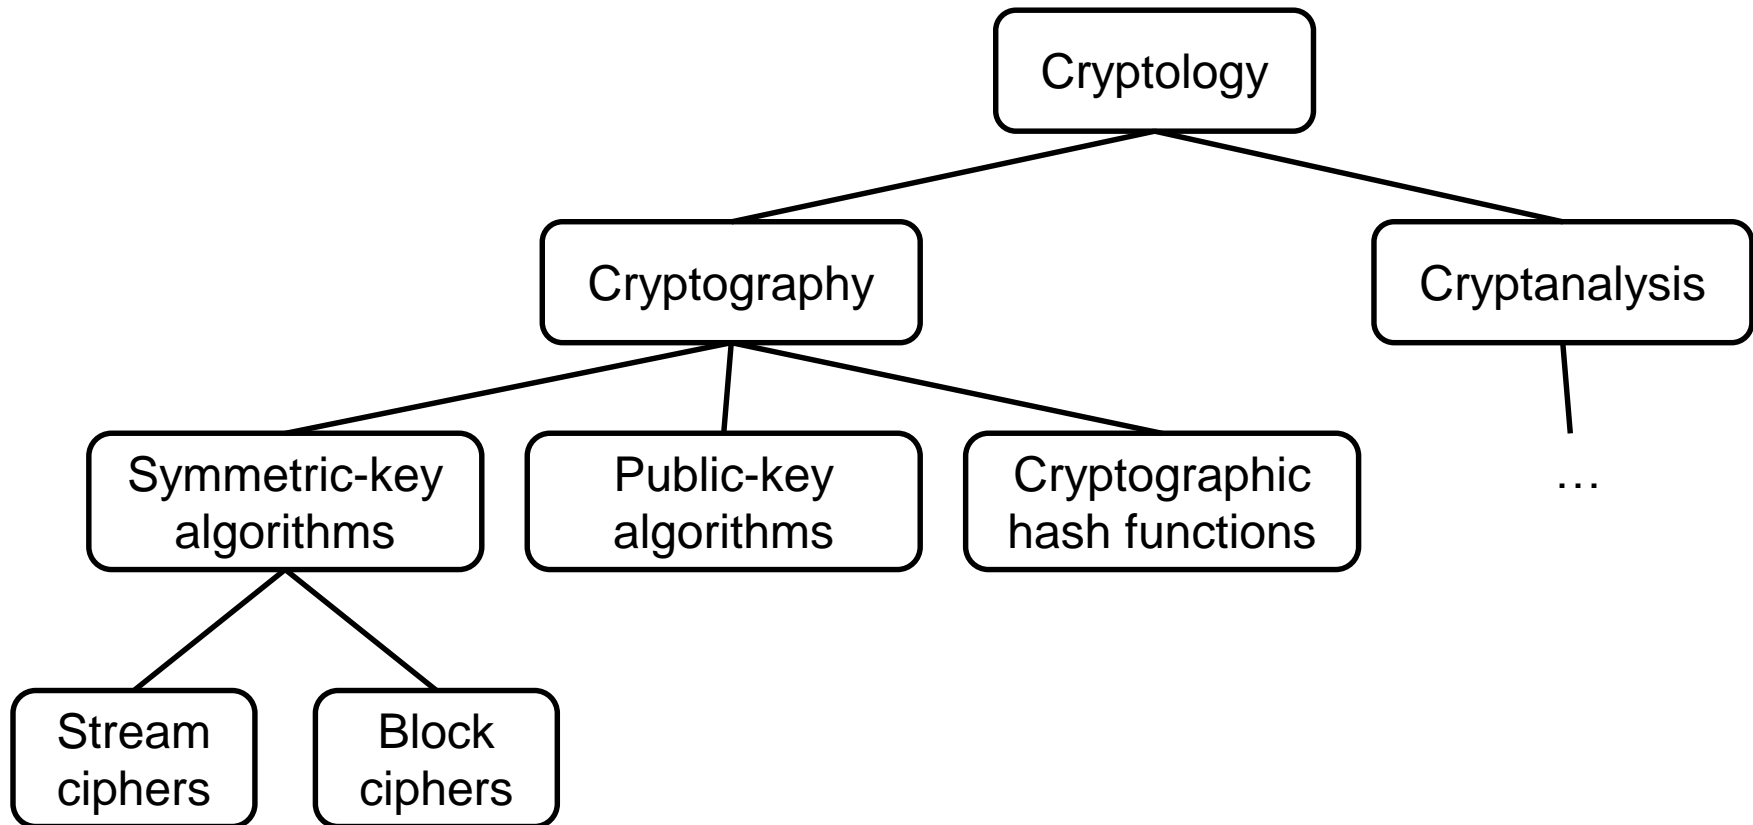 Cryptology
Cryptography
Cryptanalysis
Symmetric-key
algorithms
Public-key
algorithms
Cryptographic
hash functions
…
Stream
ciphers
Block
ciphers